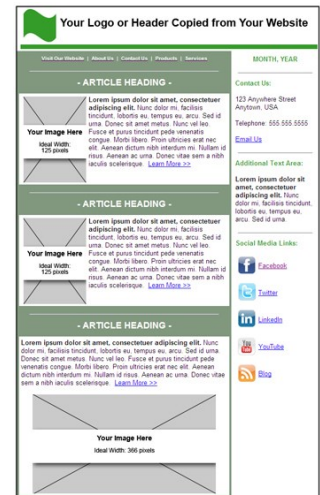 Your Logo or Header Copied from Your Website
Visit Our Website | About Us | Contact Us | Products | Services
- ARTICLE HEADING -
Your Image Here
Ideal Width:
125 pixels
Lorem ipsum dolor sit amet, consectetuer
adipiscing elit. Nunc dolor mi, facilisis
tincidunt, lobortis eu, tempus eu, arcu. Sed id
urna. Donec sit amet metus. Nunc vel leo.
Fusce et purus tincidunt pede venenatis
congue. Morbi libero. Proin ultricies erat nec
elit. Aenean dictum nibh interdum mi. Nullam id
risus. Aenean ac urna. Donec vitae sem a nibh
iaculis scelerisque. Learn More >>
- ARTICLE HEADING -
Your Image Here
Ideal Width:
125 pixels
Lorem ipsum dolor sit amet, consectetuer
adipiscing elit. Nunc dolor mi, facilisis
tincidunt, lobortis eu, tempus eu, arcu. Sed id
urna. Donec sit amet metus. Nunc vel leo.
Fusce et purus tincidunt pede venenatis
congue. Morbi libero. Proin ultricies erat nec
elit. Aenean dictum nibh interdum mi. Nullam id
risus. Aenean ac urna. Donec vitae sem a nibh
iaculis scelerisque. Learn More >>
- ARTICLE HEADING -
Lorem ipsum dolor sit amet, consectetuer adipiscing elit. Nunc
dolor mi, facilisis tincidunt, lobortis eu, tempus eu, arcu. Sed id urna.
Donec sit amet metus. Nunc vel leo. Fusce et purus tincidunt pede
venenatis congue. Morbi libero. Proin ultricies erat nec elit. Aenean
dictum nibh interdum mi. Nullam id risus. Aenean ac urna. Donec vitae
sem a nibh iaculis scelerisque. Learn More >>
Your Image Here
Ideal Width: 366 pixels
MONTH, YEAR
Contact Us:
123 Anywhere Street
Anytown, USA
Telephone: 555.555.5555
Email Us
Additional Text Area:
Lorem ipsum dolor sit
amet, consectetuer
adipiscing elit. Nunc
dolor mi, facilisis tincidunt,
lobortis eu, tempus eu,
arcu. Sed id urna
Social Media Links:
Facebook
Twitter
LinkedIn
YouTube
Blog